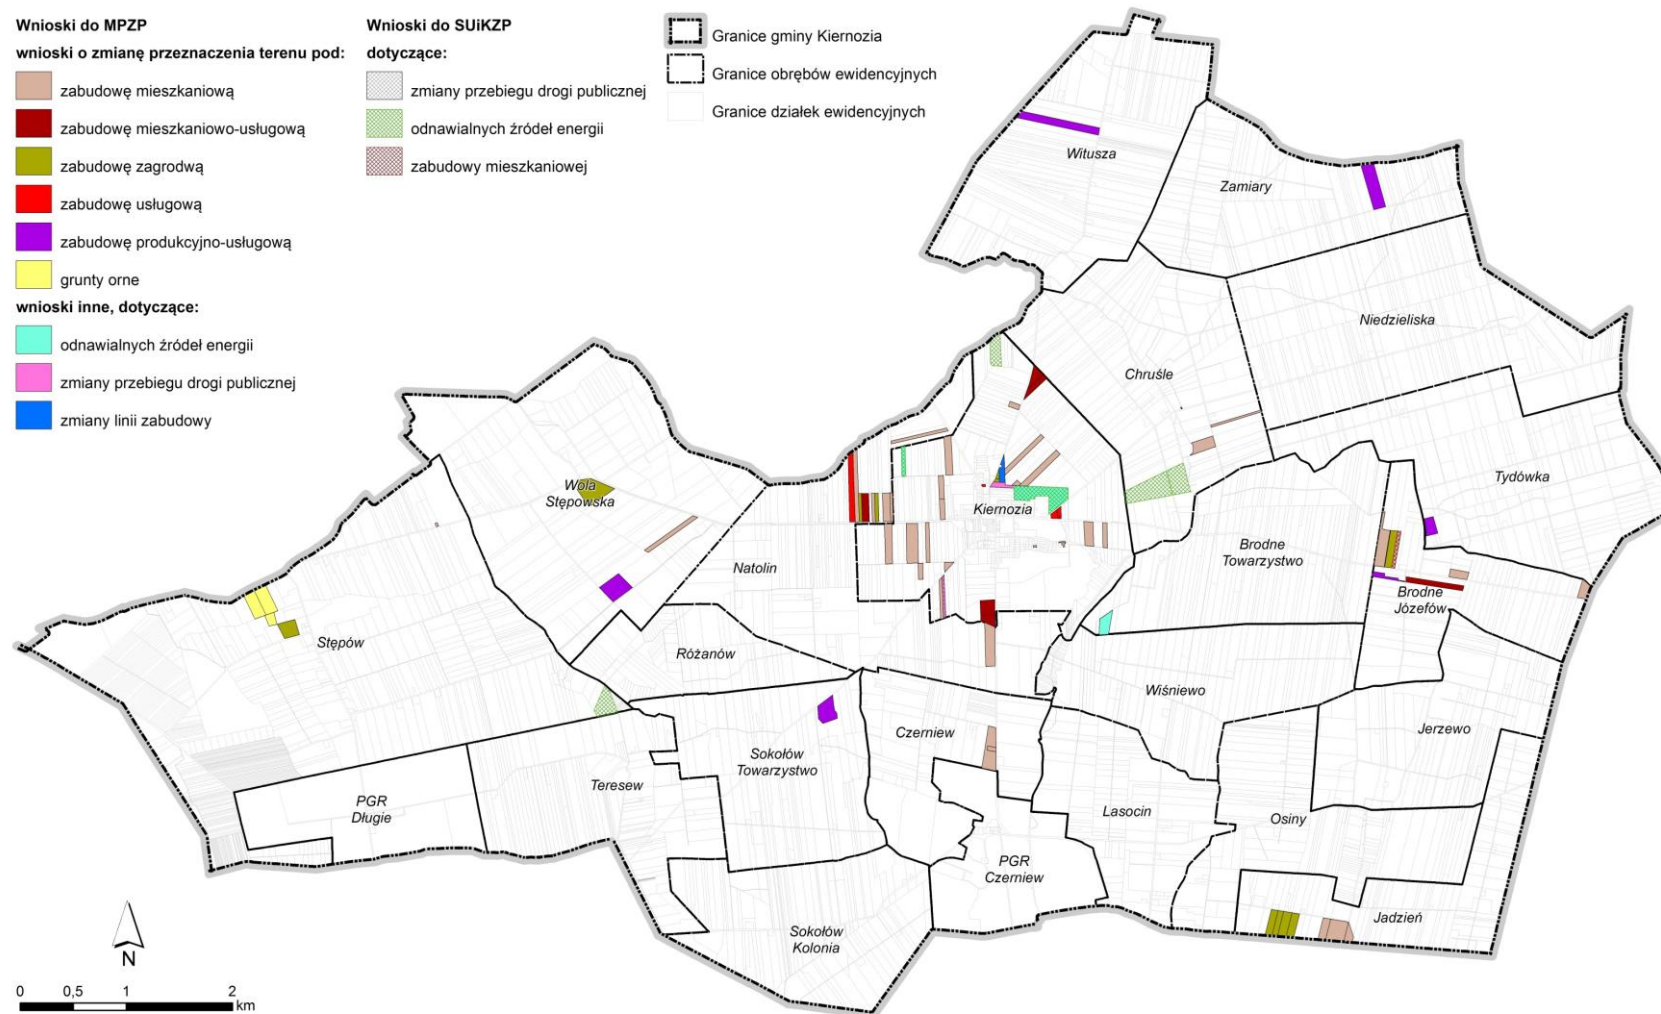 Wnioski do MPZP
wnioski o zmianę przeznaczenia terenu pod:
zabudowę mieszkaniową
zabudowę mieszkaniowo-usługową
zabudowę zagrodwą
zabudowę usługową
zabudowę produkcyjno-usługową
grunty orne
wnioski inne, dotyczące:
odnawialnych źródeł energii
zmiany przebiegu drogi publicznej
zmiany linii zabudowy
Wnioski do SUiKZP
dotyczące:
zmiany przebiegu drogi publicznej
odnawialnych źródeł energii
zabudowy mieszkaniowej
Granice gminy Kiernozia
Granice obrębów ewidencyjnych
Granice działek ewidencyjnych
Witusza
Zamiary
Niedzieliska
Chruśle
Tydówka
Wola
Stępowska
Kiernozia
Natolin
Brodne
Towarzystwo
Brodne
Józefów
Stępów
Różanów
Wiśniewo
Jerzewo
Czerniew
Sokołów
Towarzystwo
Teresew
PGR
Długie
Lasocin
Osiny
PGR
Czerniew
Jadzień
Sokołów
Kolonia
N
0 0,5 1 2
km